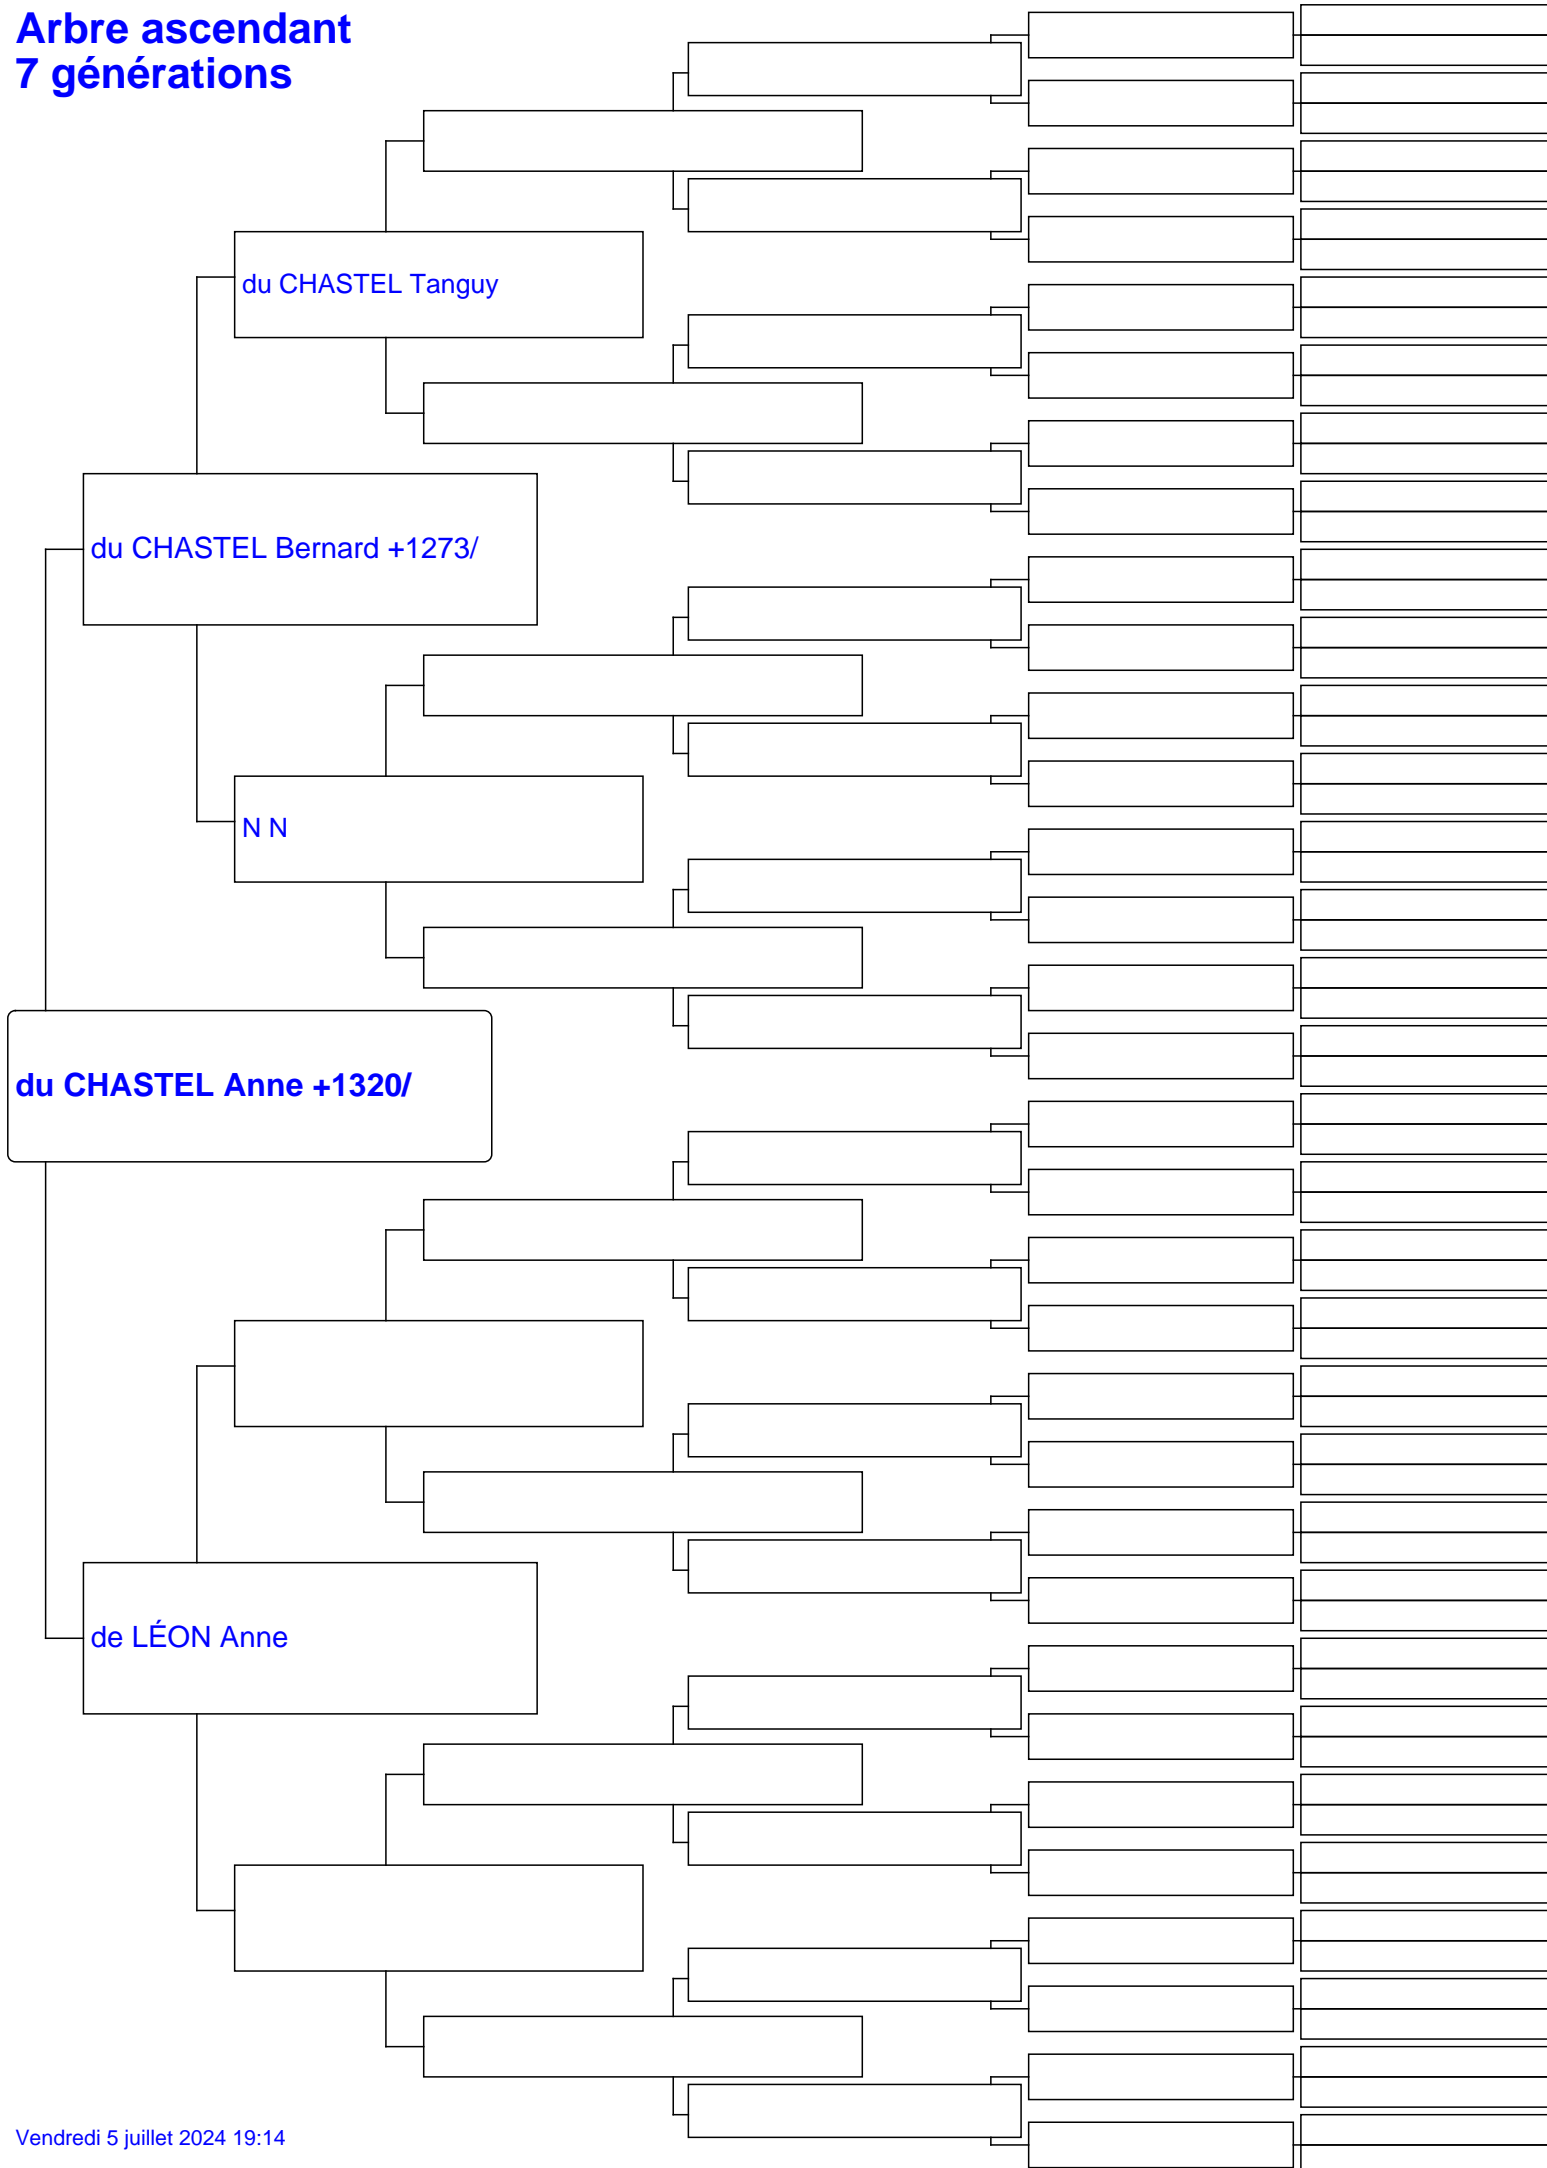 Arbre ascendant
7 générations
du CHASTEL Tanguy
du CHASTEL Bernard +1273/
N N
du CHASTEL Anne +1320/
de LÉON Anne
Vendredi 5 juillet 2024 19:14